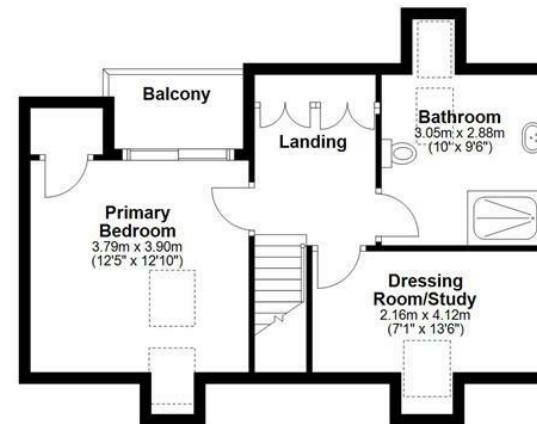 Balcony
Landing
Bathroom
3.05m x 2.88m
(10' x 9'6")
Primary
Bedroom
3.79m x 3.90m
(12'5" x 12'10")
Dressing
Room/Study
2.16m x 4.12m
(7'1" x 13'6")